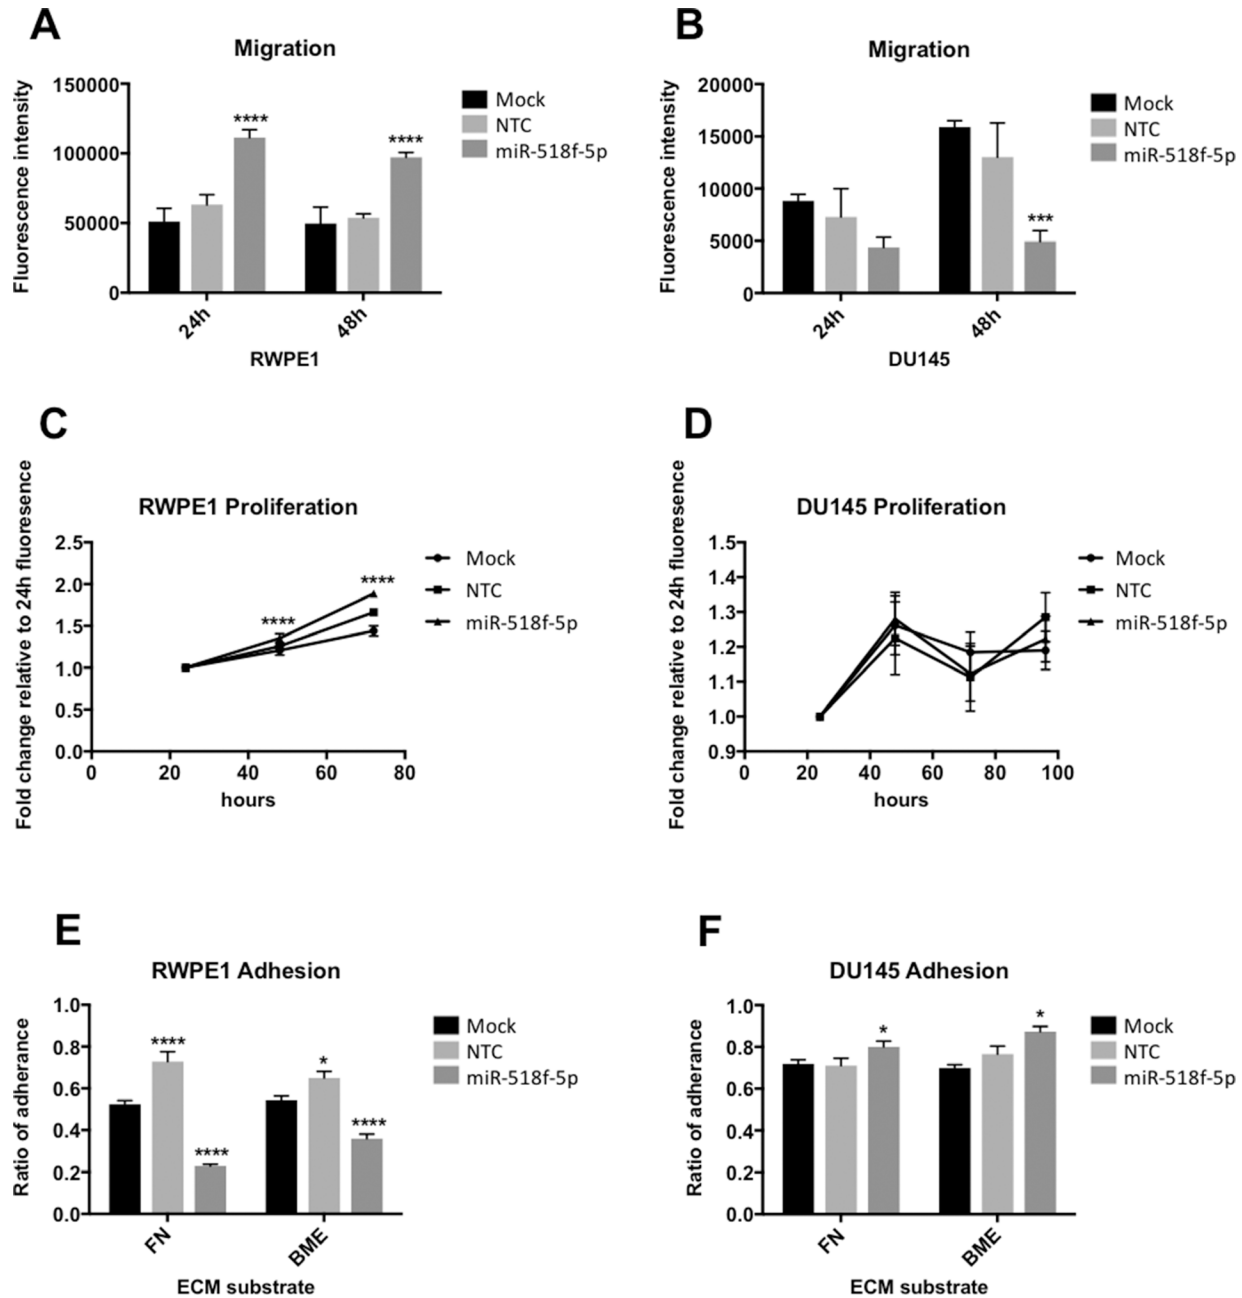 A
Migration
Fluorescence intensity
150000
100000
50000
0
****
****
24h
48h
RWPE1
Mock
NTC
miR-518f-5p
B
Migration
Fluorescence intensity
20000
15000
10000
5000
0
***
24h
48h
DU145
Mock
NTC
miR-518f-5p
C
RWPE1 Proliferation
Fold change relative to 24h fluoresence
2.5
2.0
1.5
1.0
0.5
0.0
****
****
0 20 40 60 80
hours
Mock
NTC
miR-518f-5p
D
DU145 Proliferation
Fold change relative to 24h fluoresence
1.5
1.4
1.3
1.2
1.1
1.0
0.9
0 20 40 60 80 100
hours
Mock
NTC
miR-518f-5p
E
RWPE1 Adhesion
Ratio of adherance
1.0
0.8
0.6
0.4
0.2
0.0
****
****
*
****
FN
BME
ECM substrate
Mock
NTC
miR-518f-5p
F
DU145 Adhesion
Ratio of adherance
1.0
0.8
0.6
0.4
0.2
0.0
*
*
FN
BME
ECM substrate
Mock
NTC
miR-518f-5p